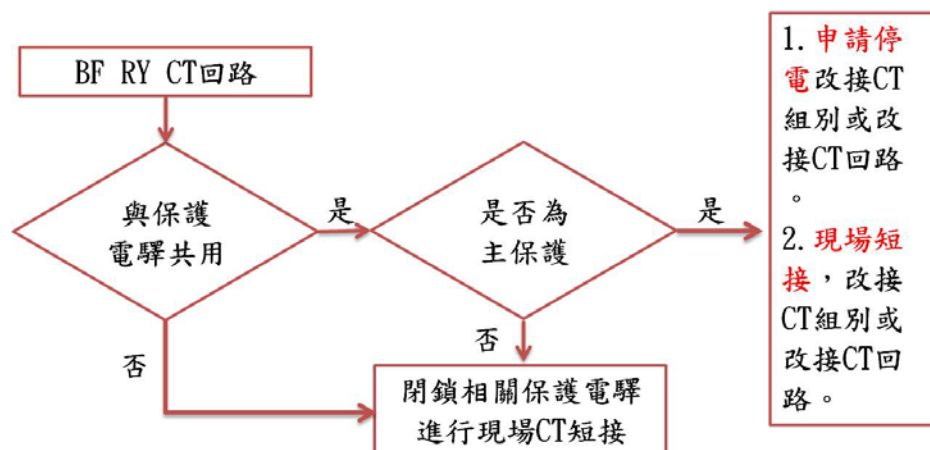 BF RY CT回路
與保護
電驛共用
是
是否為
主保護
是
否
否
閉鎖相關保護電驛
進行現場CT短接
1.申請停
電改接CT
組別或改
接CT回路
。
2.現場短
接，改接
CT組別或
改接CT回
路。